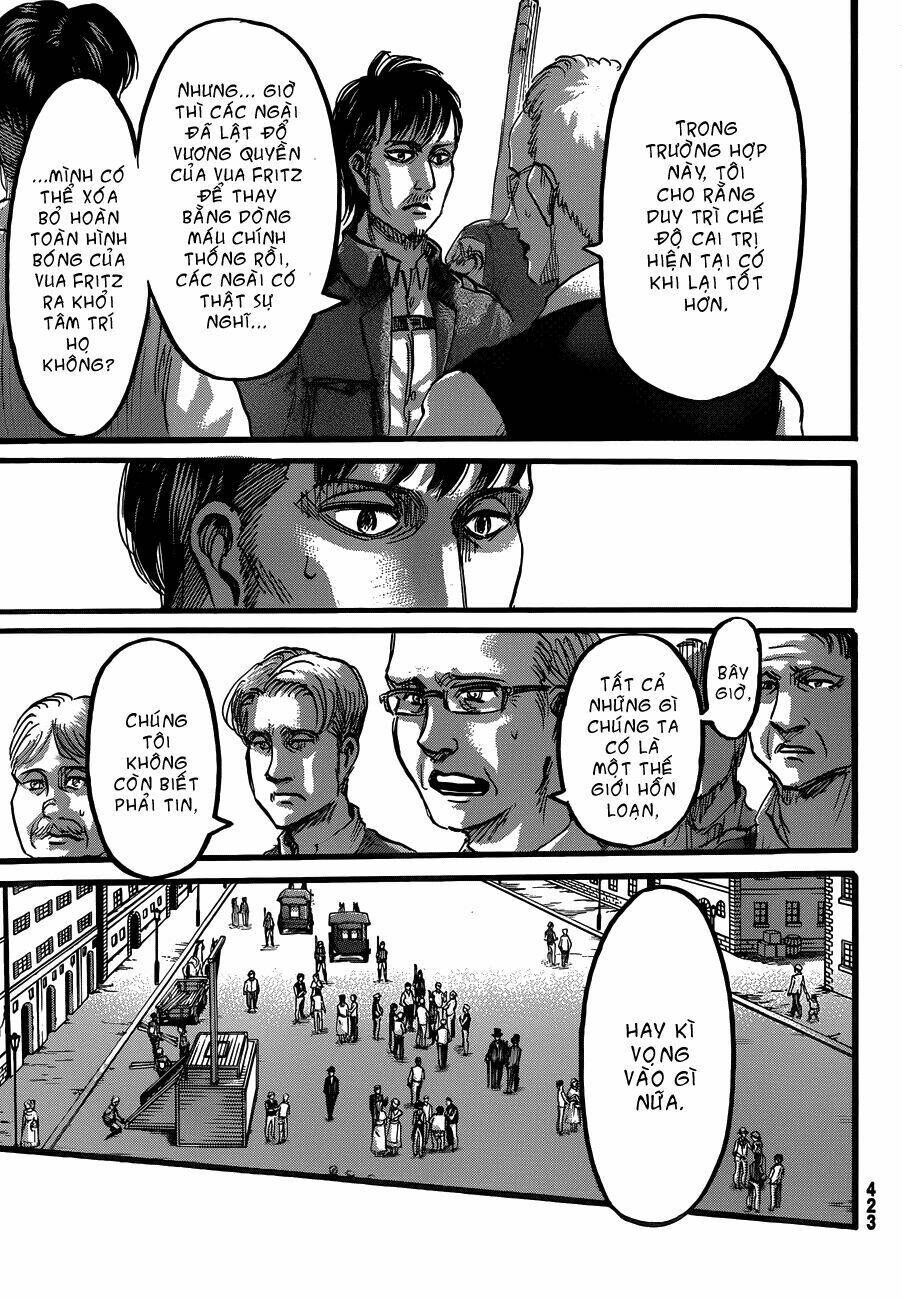 TRONG
TRƯỜNG HỢP
NÀY, TÔI
CHO RẰNG
DUY TRÌ CHẾ
ĐỘ CAI TRỊ
HIỆN TẠI CÓ
KHI LẠI TỐT
HƠN.
NHƯNG... GIỜ
THÌ CÁC NGÀI
ĐÃ LẬT ĐỔ
VƯƠNG QUYỀN
CỦA VUA FRITZ
ĐỂ THAY
BẰNG DÒNG
MÁU CHÍNH
THỐNG RỒI,
CÁC NGÀI CÓ
THẬT SỰ
NGHĨ...
...MÌNH CÓ
THỂ XÓA
BỎ HOÀN
TOÀN HÌNH
BÓNG CỦA
VUA FRITZ
RA KHỎI
TÂM TRÍ
HỌ
KHÔNG?
BÂY
GIỜ,
TẤT CẢ
NHỮNG GÌ
CHÚNG TA
CÓ LÀ
MỘT THẾ
GIỚI HỖN
LOẠN,
CHÚNG
TÔI
KHÔNG
CÒN BIẾT
PHẢI TIN,
HAY KÌ
VỌNG
VÀO GÌ
NỮA.
423